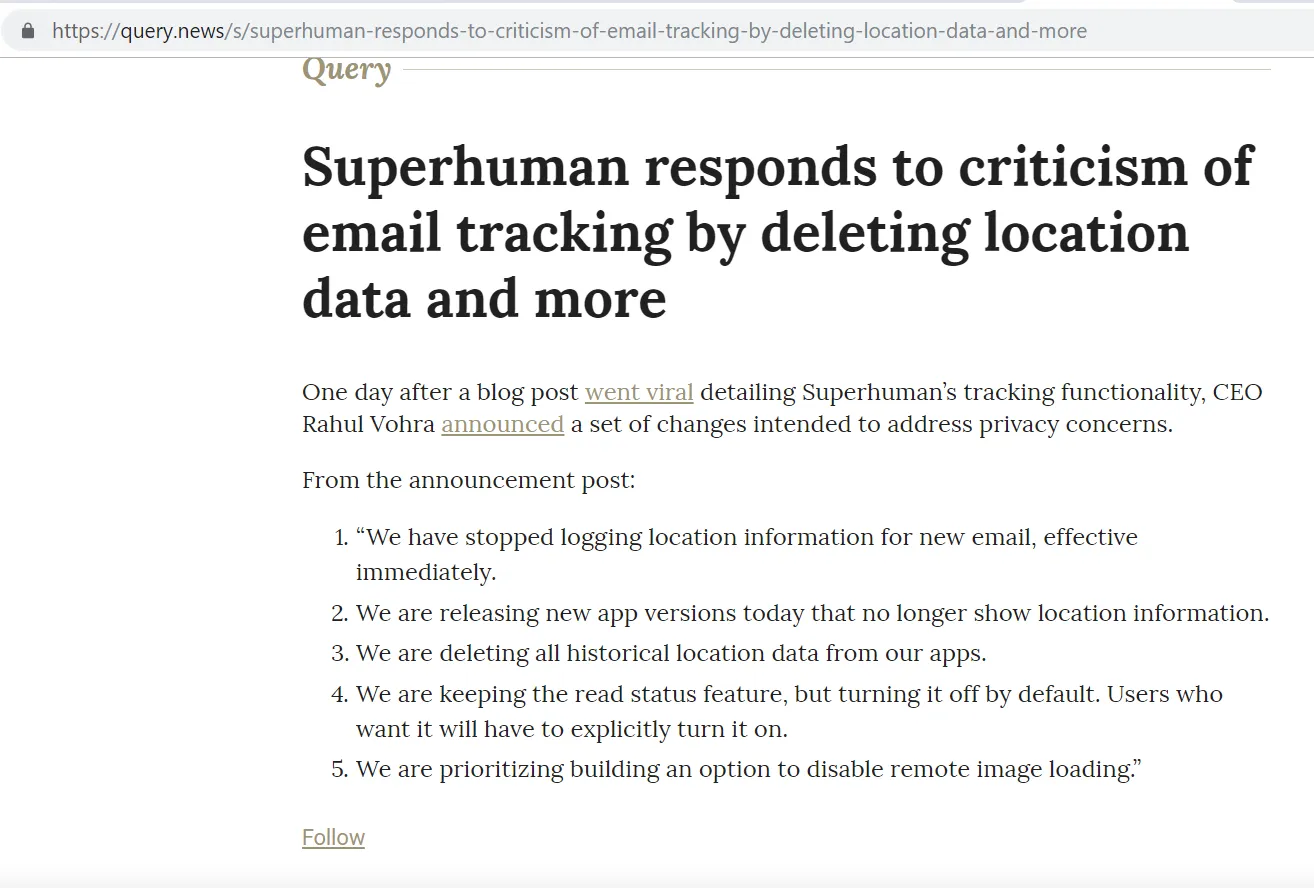 https://query.news/s/superhuman-responds-to-criticism-of-email-tracking-by-deleting-location-data-and-more
Query
Superhuman responds to criticism of
email tracking by deleting location
data and more
One day after a blog post went viral detailing Superhuman’s tracking functionality, CEO
Rahul Vohra announced a set of changes intended to address privacy concerns.
From the announcement post:
1. “We have stopped logging location information for new email, effective
immediately.
2. We are releasing new app versions today that no longer show location information.
3. We are deleting all historical location data from our apps.
4. We are keeping the read status feature, but turning it off by default. Users who
want it will have to explicitly turn it on.
5. We are prioritizing building an option to disable remote image loading.”
Follow